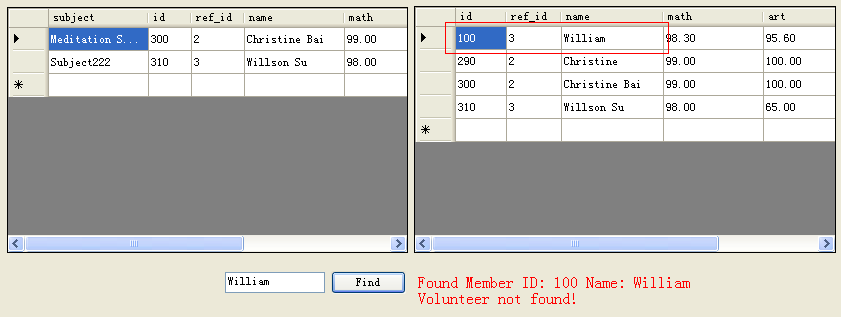 subject id ref_id name math
Meditation S... 300 2 Christine Bai 99.00
Subject222 310 3 Willson Su 98.00
id ref_id name math art
100 3 William 98.30 95.60
290 2 Christine 99.00 100.00
300 2 Christine Bai 99.00 100.00
310 3 Willson Su 98.00 65.00
William Find
Found Member ID: 100 Name: William
Volunteer not found!